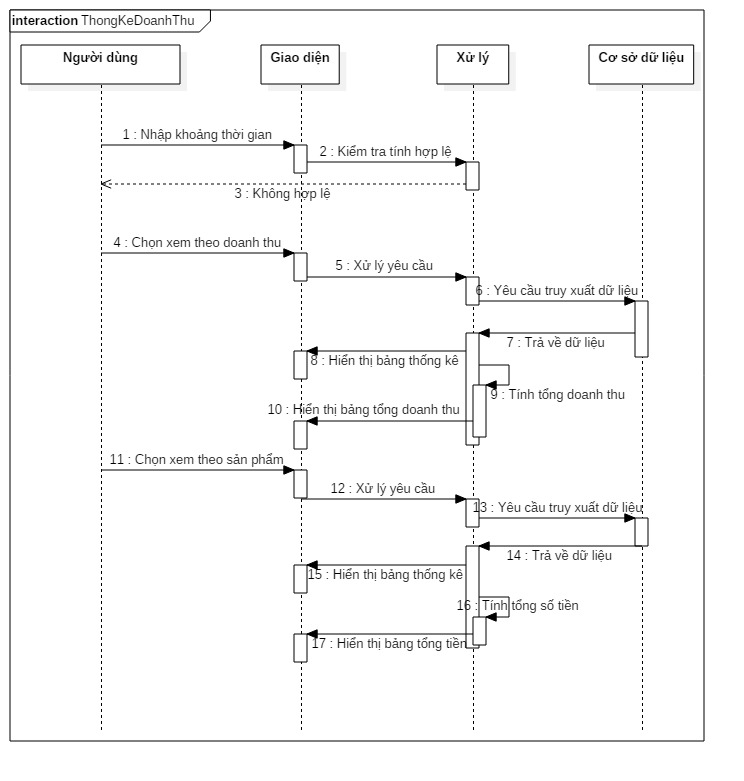 interaction ThongKeDoanhThu
Người dùng
Giao diện
Xử lý
Cơ sở dữ liệu
1 : Nhập khoảng thời gian
2 : Kiểm tra tính hợp lệ
3 : Không hợp lệ
4 : Chọn xem theo doanh thu
5 : Xử lý yêu cầu
6 : Yêu cầu truy xuất dữ liệu
7 : Trả về dữ liệu
8 : Hiển thị bảng thống kê
9 : Tính tổng doanh thu
10 : Hiển thị bảng tổng doanh thu
11 : Chọn xem theo sản phẩm
12 : Xử lý yêu cầu
13 : Yêu cầu truy xuất dữ liệu
14 : Trả về dữ liệu
15 : Hiển thị bảng thống kê
16 : Tính tổng số tiền
17 : Hiển thị bảng tổng tiền